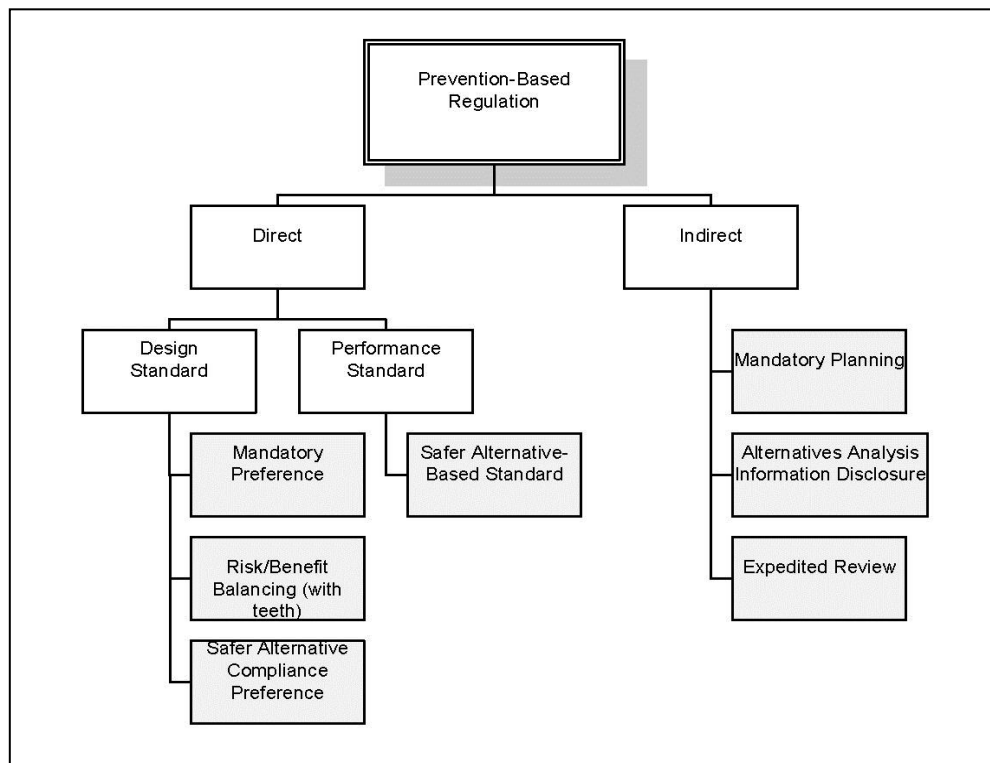 Prevention-Based
Regulation
Direct
Indirect
Design
Standard
Performance
Standard
Mandatory Planning
Mandatory
Preference
Safer Alternative-
Based Standard
Alternatives Analysis
Information Disclosure
Risk/Benefit
Balancing (with
teeth)
Expedited Review
Safer Alternative
Compliance
Preference